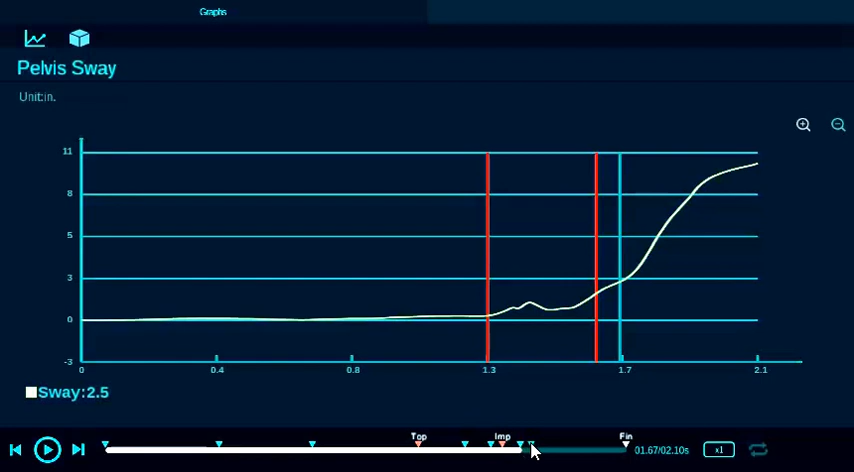 Graphs
Pelvis Sway
Unit:in.
11
8
5
3
0
-3
0 0.4 0.8 1.3 1.7 2.1
Sway:2.5
Top Imp Fin
01.67/02.10s x1